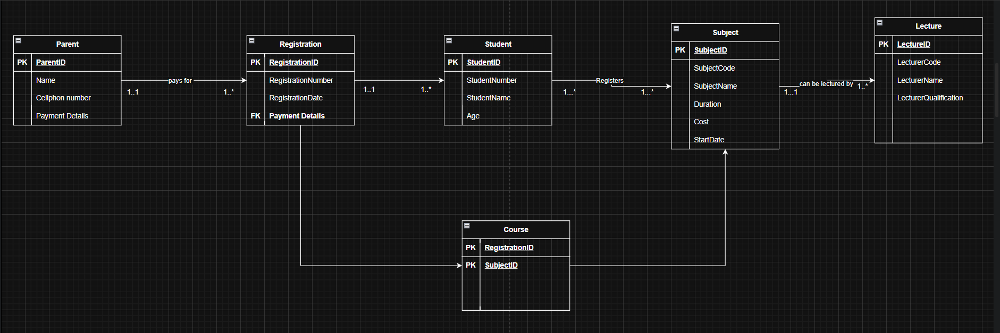 Parent
PK ParentID
Name
Cellphon number
Payment Details
pays for
1..1
1..*
Registration
PK RegistrationID
RegistrationNumber
RegistrationDate
FK Payment Details
1..1
1..*
Student
PK StudentID
StudentNumber
StudentName
Age
Registers
1...*
1...*
Subject
PK SubjectID
SubjectCode
SubjectName
Duration
Cost
StartDate
can be lectured by
1...1
1..*
Lecture
PK LectureID
LecturerCode
LecturerName
LecturerQualification
Course
PK RegistrationID
PK SubjectID